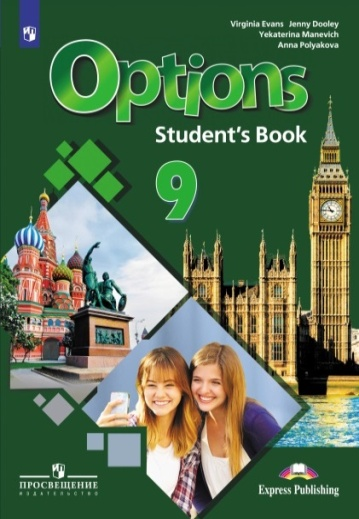 Virginia Evans Jenny Dooley
Yekaterina Manevich
Anna Polyakova
Options
Student's Book
9
ПРОСВЕЩЕНИЕ
ИЗДАТЕЛЬСТВО
Express Publishing